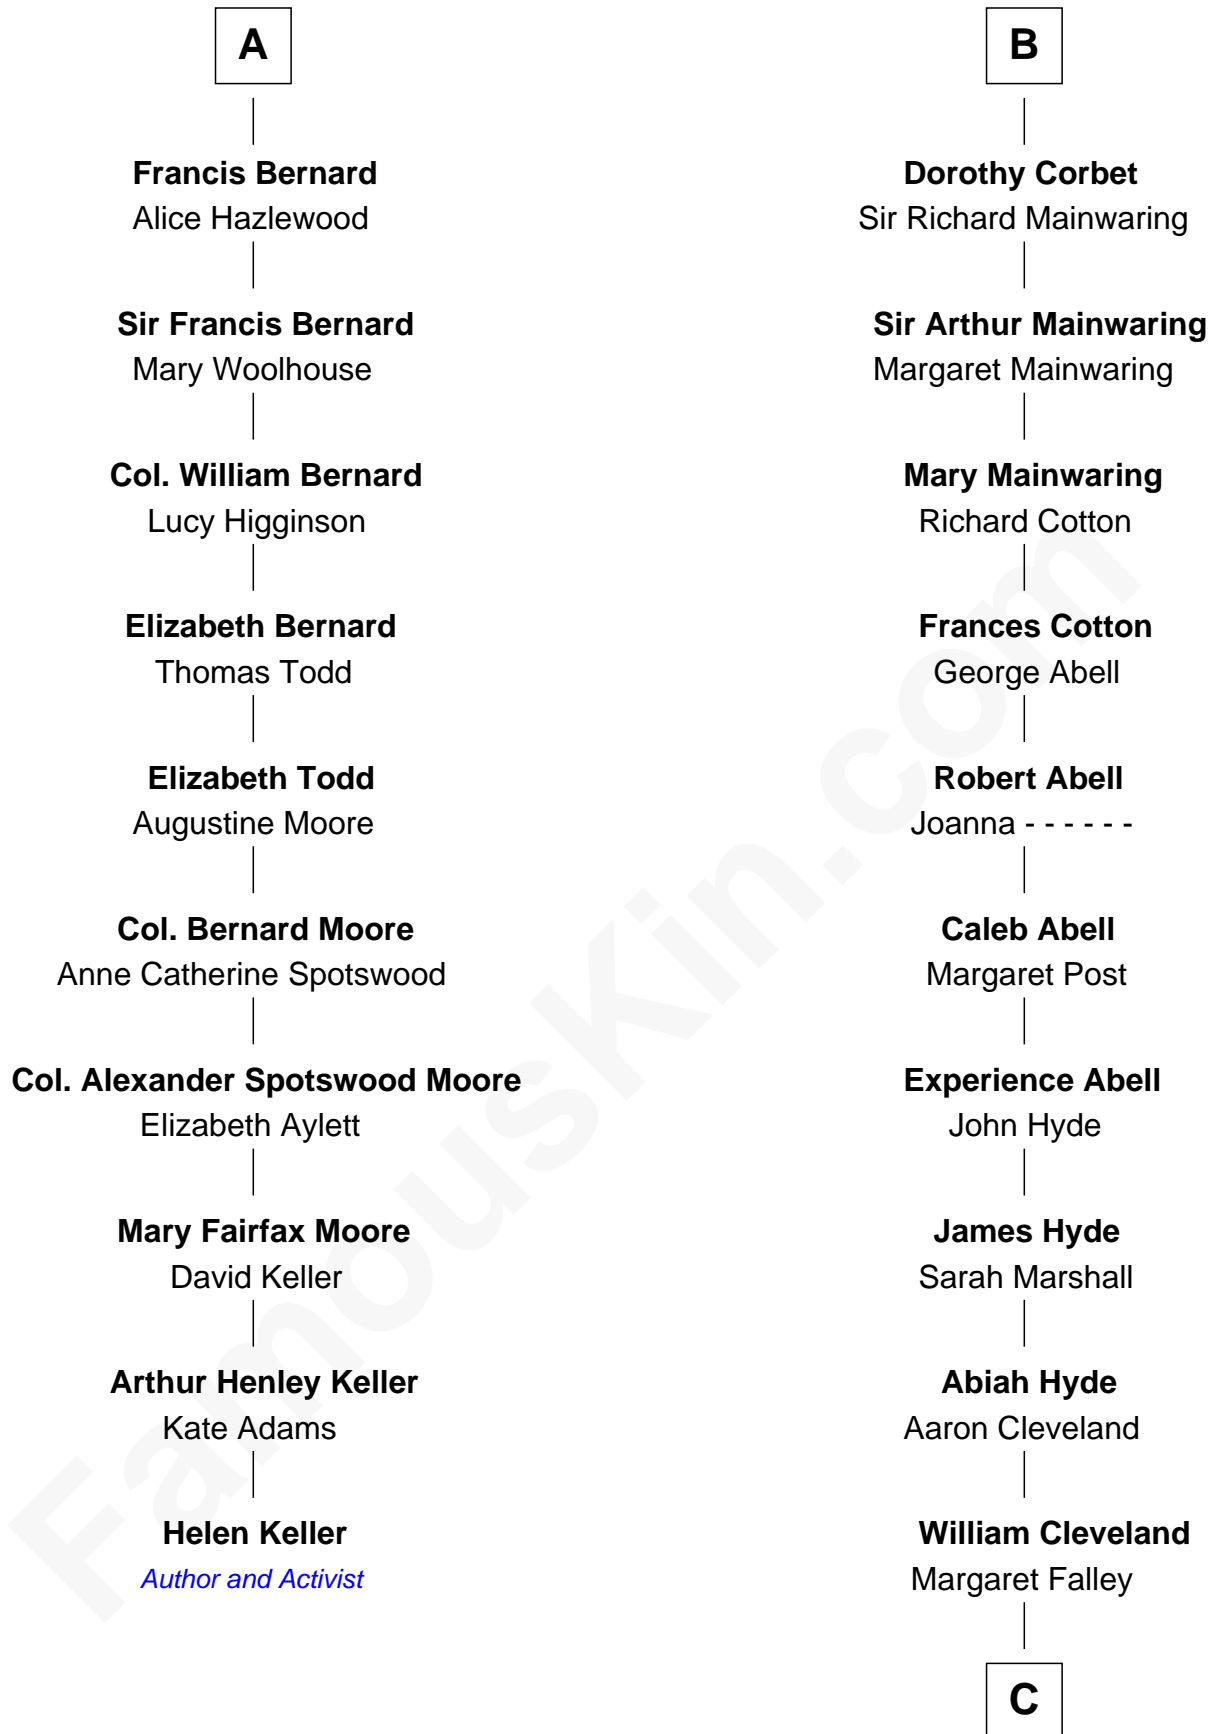 A
Francis Bernard
Alice Hazlewood
Sir Francis Bernard
Mary Woolhouse
Col. William Bernard
Lucy Higginson
Elizabeth Bernard
Thomas Todd
Elizabeth Todd
Augustine Moore
Col. Bernard Moore
Anne Catherine Spotswood
Col. Alexander Spotswood Moore
Elizabeth Aylett
Mary Fairfax Moore
David Keller
Arthur Henley Keller
Kate Adams
Helen Keller
Author and Activist
B
Dorothy Corbet
Sir Richard Mainwaring
Sir Arthur Mainwaring
Margaret Mainwaring
Mary Mainwaring
Richard Cotton
Frances Cotton
George Abell
Robert Abell
Joanna - - - - - -
Caleb Abell
Margaret Post
Experience Abell
John Hyde
James Hyde
Sarah Marshall
Abiah Hyde
Aaron Cleveland
William Cleveland
Margaret Falley
C
FamousKin.com